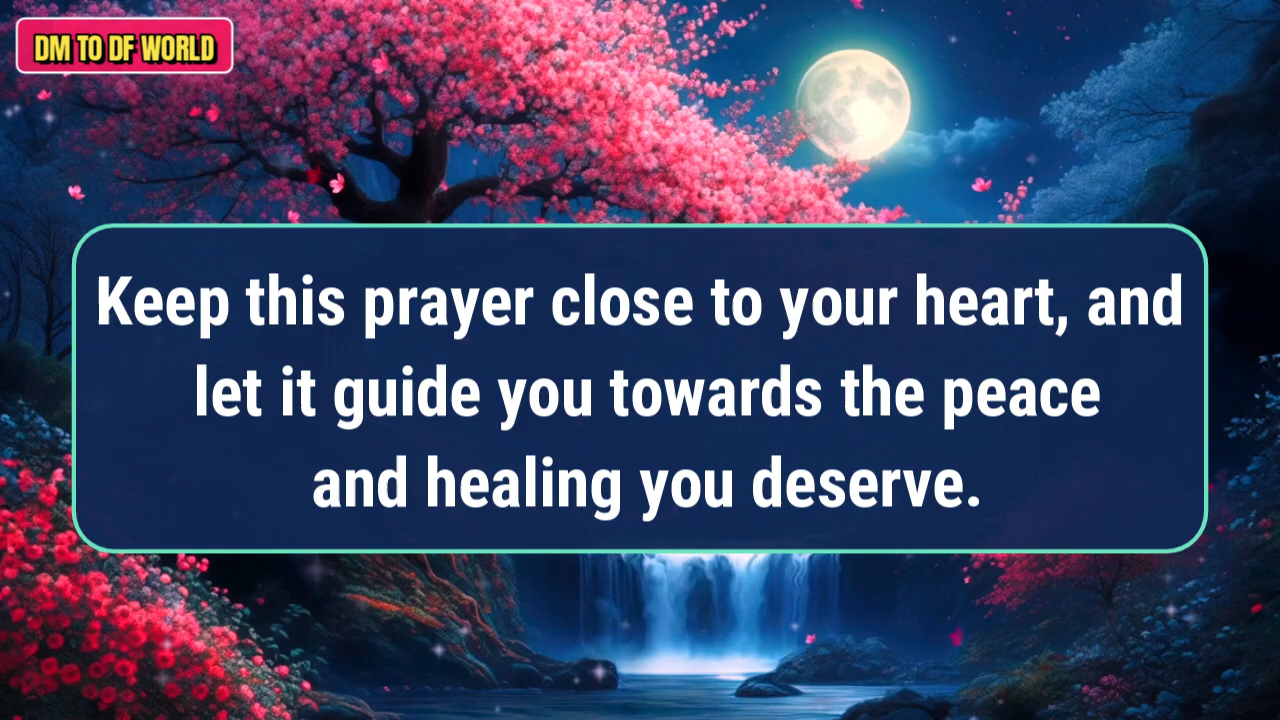 DM TO DF WORLD
Keep this prayer close to your heart, and
let it guide you towards the peace
and healing you deserve.